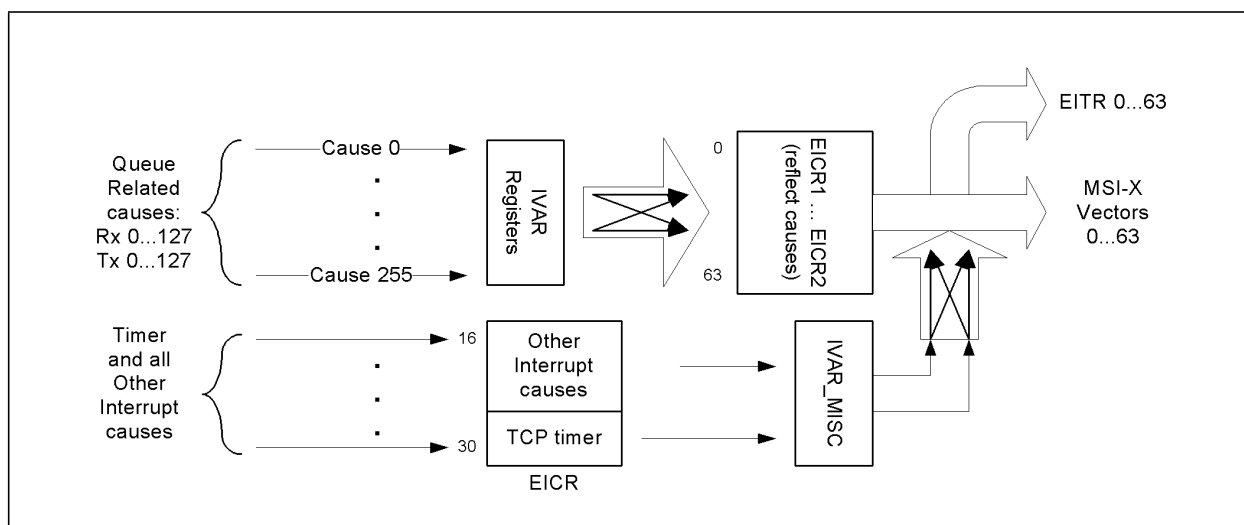 Queue
Related
causes:
Rx 0...127
Tx 0...127
Cause 0
Cause 255
IVAR
Registers
0
63
EICR1 ... EICR2
(reflect causes)
EITR 0...63
MSI-X
Vectors
0...63
Timer
and all
Other
Interrupt
causes
16
30
Other
Interrupt
causes
TCP timer
EICR
IVAR_MISC